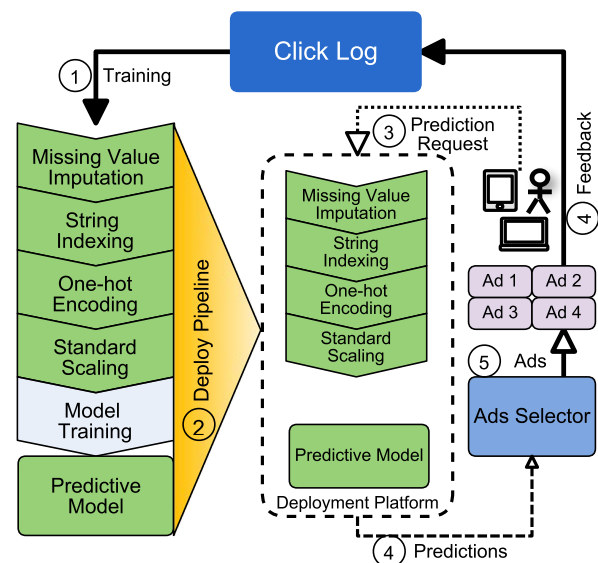 Click Log
1
Training
Missing Value
Imputation
String
Indexing
One-hot
Encoding
Standard
Scaling
Model
Training
Predictive
Model
2 Deploy Pipeline
3 Prediction
Request
Missing Value
Imputation
String
Indexing
One-hot
Encoding
Standard
Scaling
Predictive Model
Deployment Platform
4 Predictions
4 Feedback
Ad 1
Ad 2
Ad 3
Ad 4
5 Ads
Ads Selector